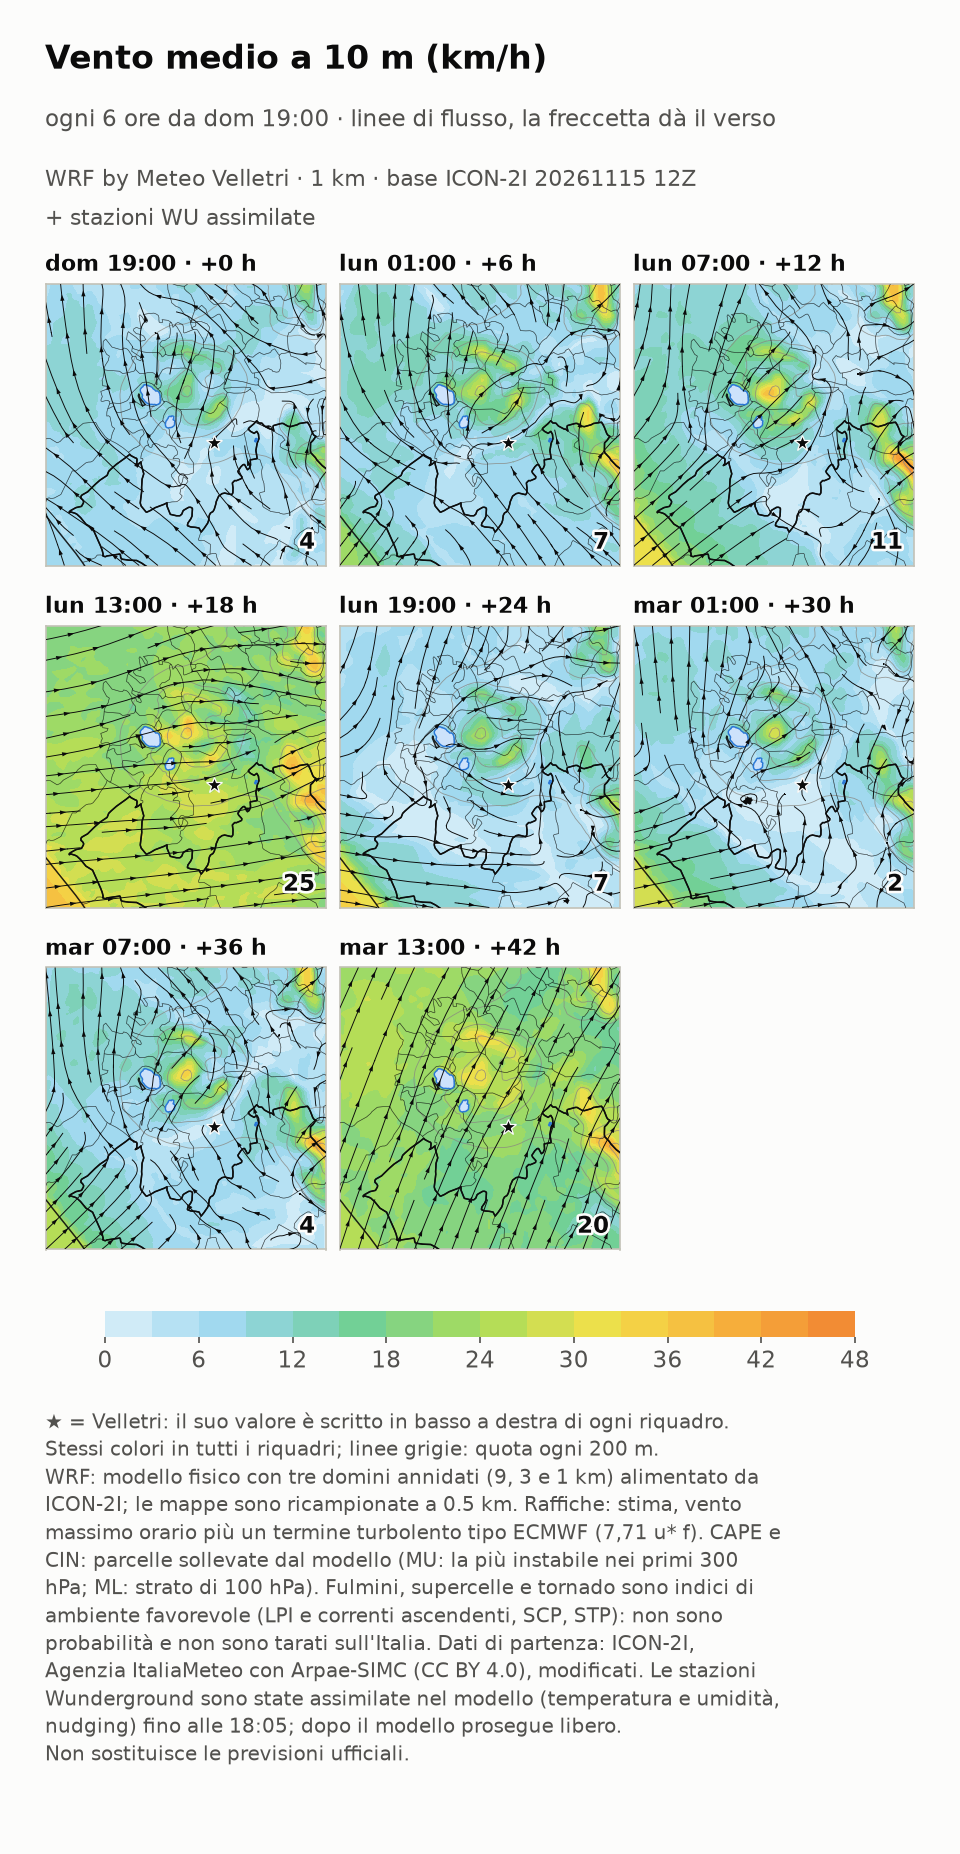 Vento medio a 10 m (km/h)
ogni 6 ore da dom 19:00 · linee di flusso, la freccetta dà il verso
WRF by Meteo Velletri · 1 km · base ICON-2I 20261115 12Z
+ stazioni WU assimilate
dom 19:00 · +0 h
lun 01:00 · +6 h
lun 07:00 · +12 h
4
7
11
lun 13:00 · +18 h
lun 19:00 · +24 h
mar 01:00 · +30 h
25
7
2
mar 07:00 · +36 h
mar 13:00 · +42 h
4
20
0 6 12 18 24 30 36 42 48
★ = Velletri: il suo valore è scritto in basso a destra di ogni riquadro.
Stessi colori in tutti i riquadri; linee grigie: quota ogni 200 m.
WRF: modello fisico con tre domini annidati (9, 3 e 1 km) alimentato da
ICON-2I; le mappe sono ricampionate a 0.5 km. Raffiche: stima, vento
massimo orario più un termine turbolento tipo ECMWF (7,71 u* f). CAPE e
CIN: parcelle sollevate dal modello (MU: la più instabile nei primi 300
hPa; ML: strato di 100 hPa). Fulmini, supercelle e tornado sono indici di
ambiente favorevole (LPI e correnti ascendenti, SCP, STP): non sono
probabilità e non sono tarati sull'Italia. Dati di partenza: ICON-2I,
Agenzia ItaliaMeteo con Arpae-SIMC (CC BY 4.0), modificati. Le stazioni
Wunderground sono state assimilate nel modello (temperatura e umidità,
nudging) fino alle 18:05; dopo il modello prosegue libero.
Non sostituisce le previsioni ufficiali.